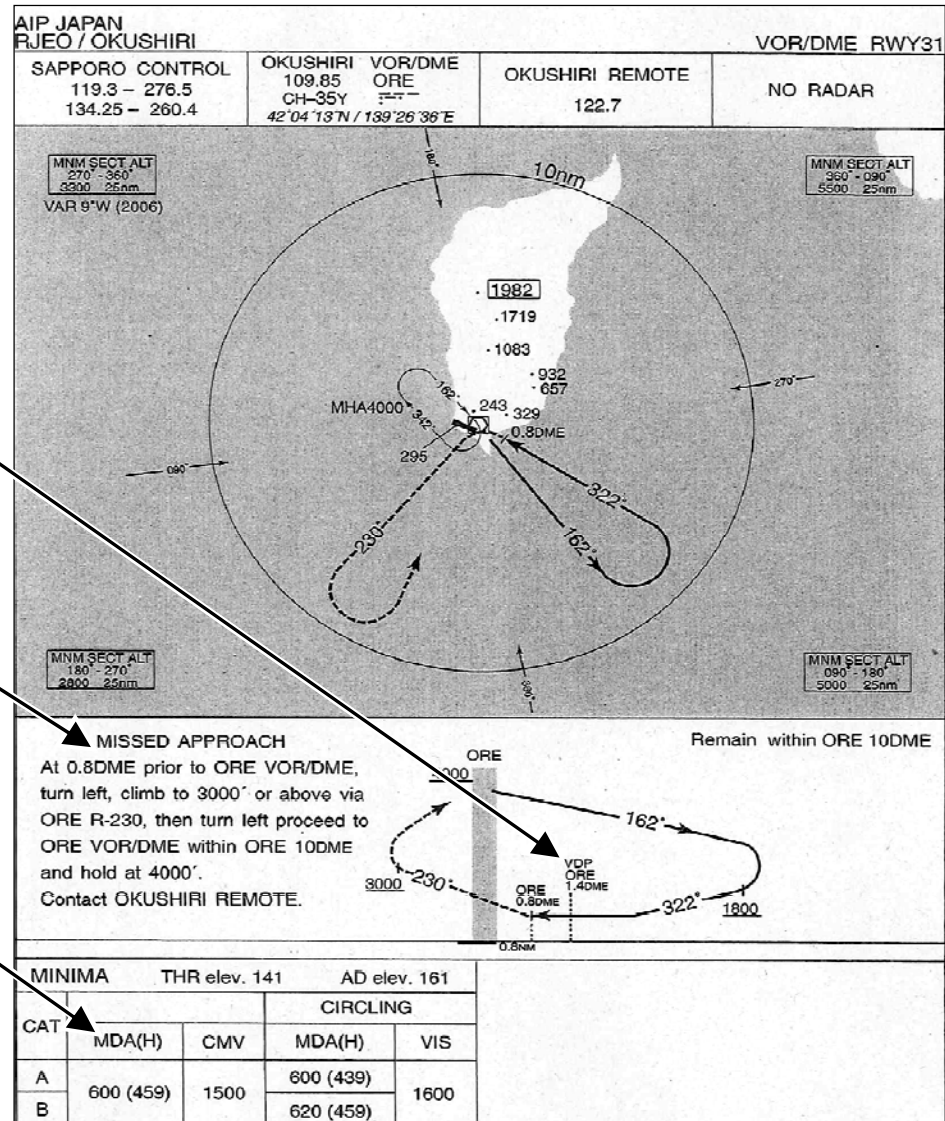 AIP JAPAN
RJEO / OKUSHIRI
VOR/DME RWY31
SAPPORO CONTROL
119.3 – 276.5
134.25 – 260.4
OKUSHIRI VOR/DME
109.85 ORE
CH–35Y
42°04´13˝N / 139°26´36˝E
OKUSHIRI REMOTE
122.7
NO RADAR
MNM SECT ALT
270° - 360°
3300 25nm
VAR 9°W (2006)
MNM SECT ALT
360° - 090°
5500 25nm
180°
10nm
1982
1719
1083
932
657
270°
162°
MHA4000
342°
243
329
0.8DME
295
090°
322°
230°
162°
MNM SECT ALT
180° - 270°
2800 25nm
MNM SECT ALT
090° - 180°
5000 25nm
MISSED APPROACH
At 0.8DME prior to ORE VOR/DME,
turn left, climb to 3000´ or above via
ORE R-230, then turn left proceed to
ORE VOR/DME within ORE 10DME
and hold at 4000´.
Contact OKUSHIRI REMOTE.
Remain within ORE 10DME
ORE
162°
VDP
ORE
1.4DME
3000
230°
ORE
0.8DME
322°
1800
0.8NM
MINIMA THR elev. 141 AD elev. 161
CAT
CIRCLING
MDA(H) CMV MDA(H) VIS
A 600 (459) 1500 600 (439) 1600
B 620 (459)